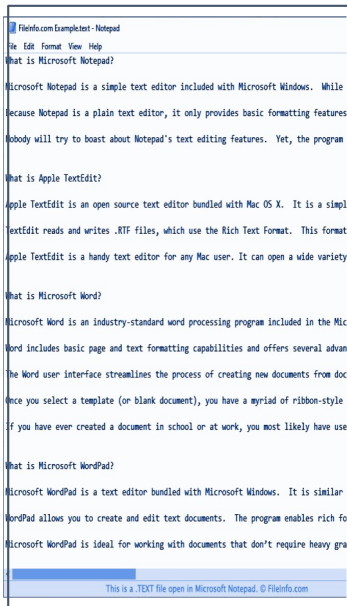 FileInfo.com Example.text - Notepad
File Edit Format View Help
What is Microsoft Notepad?
Microsoft Notepad is a simple text editor included with Microsoft Windows. While
Because Notepad is a plain text editor, it only provides basic formatting features
Nobody will try to boast about Notepad's text editing features. Yet, the program
What is Apple TextEdit?
Apple TextEdit is an open source text editor bundled with Mac OS X. It is a simpl
TextEdit reads and writes .RTF files, which use the Rich Text Format. This format
Apple TextEdit is a handy text editor for any Mac user. It can open a wide variety
What is Microsoft Word?
Microsoft Word is an industry-standard word processing program included in the Mic
Word includes basic page and text formatting capabilities and offers several advan
The Word user interface streamlines the process of creating new documents from doc
Once you select a template (or blank document), you have a myriad of ribbon-style
If you have ever created a document in school or at work, you most likely have use
What is Microsoft WordPad?
Microsoft WordPad is a text editor bundled with Microsoft Windows. It is similar
WordPad allows you to create and edit text documents. The program enables rich fo
Microsoft WordPad is ideal for working with documents that don't require heavy gra
This is a .TEXT file open in Microsoft Notepad. © FileInfo.com